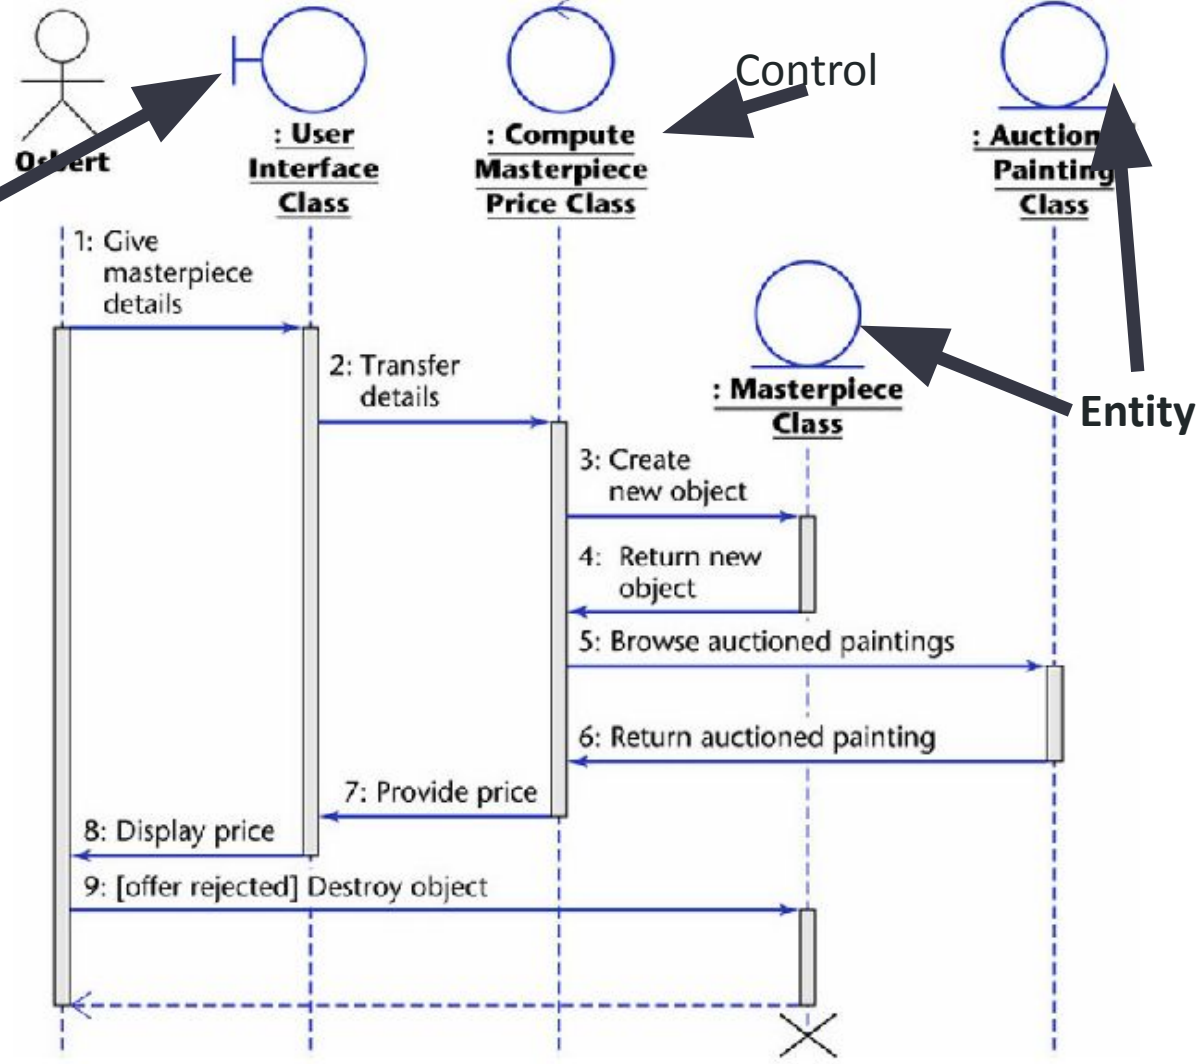 Control
Osbert
: User
Interface
Class
: Compute
Masterpiece
Price Class
Painting
Class
1: Give
masterpiece
details
2: Transfer
details
: Masterpiece
Class
Entity
3: Create
new object
4: Return new
object
5: Browse auctioned paintings
6: Return auctioned painting
7: Provide price
8: Display price
9: [offer rejected] Destroy object